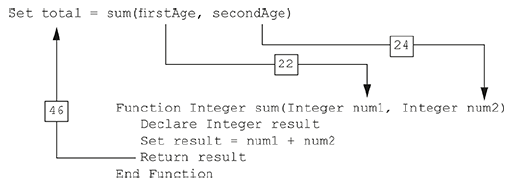 Set total = sum(firstAge, secondAge)
24
22
46
Function Integer sum(Integer num1, Integer num2)
Declare Integer result
Set result = num1 + num2
Return result
End Function